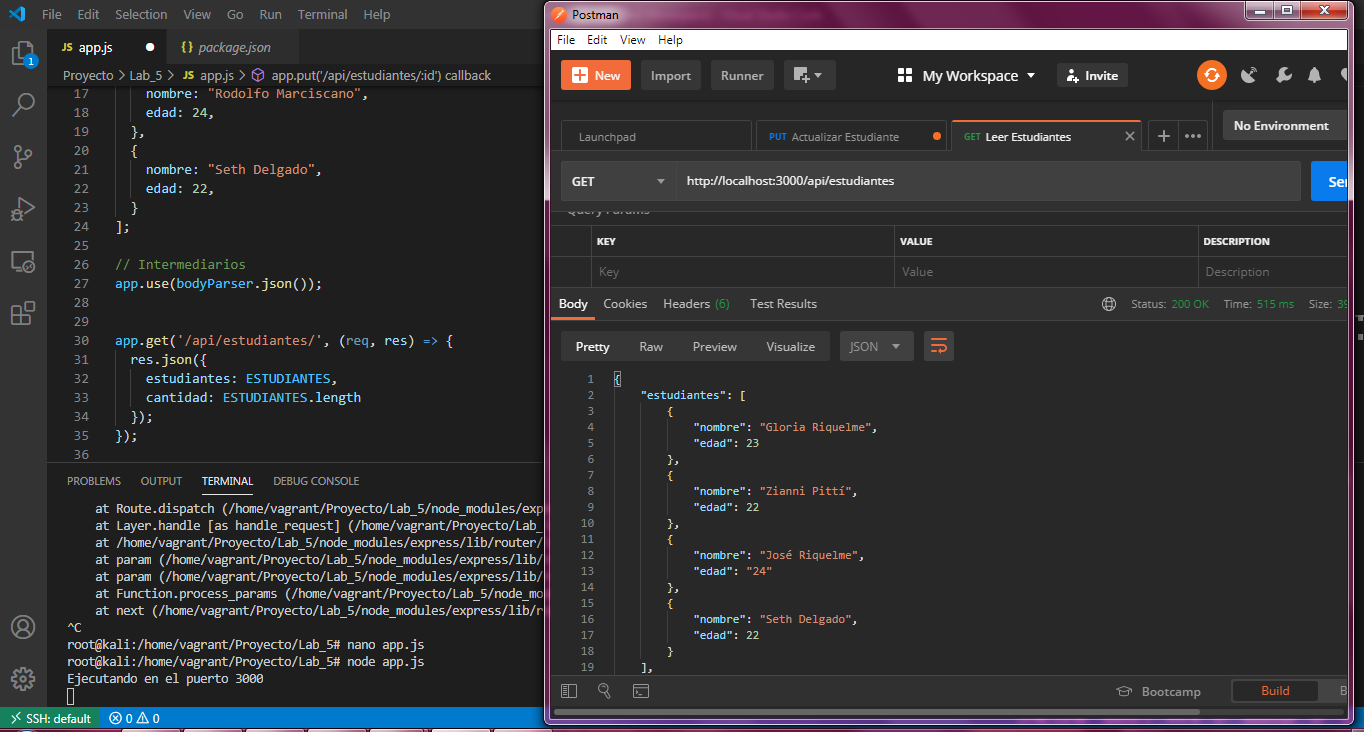 File Edit Selection View Go Run Terminal Help
JS app.js
{} package.json
Proyecto > Lab_5 > JS app.js > app.put('/api/estudiantes/:id') callback
17 nombre: "Rodolfo Marciscano",
18 edad: 24,
19 },
20 {
21 nombre: "Seth Delgado",
22 edad: 22,
23 }
24 ];
25
26 // Intermediarios
27 app.use(bodyParser.json());
28
29
30 app.get('/api/estudiantes/', (req, res) => {
31 res.json({
32 estudiantes: ESTUDIANTES,
33 cantidad: ESTUDIANTES.length
34 });
35 });
36
PROBLEMS OUTPUT TERMINAL DEBUG CONSOLE
at Route.dispatch (/home/vagrant/Proyecto/Lab_5/node_modules/exp
at Layer.handle [as handle_request] (/home/vagrant/Proyecto/Lab_
at /home/vagrant/Proyecto/Lab_5/node_modules/express/lib/router/
at param (/home/vagrant/Proyecto/Lab_5/node_modules/express/lib/
at param (/home/vagrant/Proyecto/Lab_5/node_modules/express/lib/
at Function.process_params (/home/vagrant/Proyecto/Lab_5/node_mo
at next (/home/vagrant/Proyecto/Lab_5/node_modules/express/lib/r
^C
root@kali:/home/vagrant/Proyecto/Lab_5# nano app.js
root@kali:/home/vagrant/Proyecto/Lab_5# node app.js
Ejecutando en el puerto 3000
1
SSH: default 0 0
Postman
File Edit View Help
New Import Runner My Workspace Invite
Launchpad PUT Actualizar Estudiante GET Leer Estudiantes No Environment
GET http://localhost:3000/api/estudiantes
Query Params
KEY VALUE DESCRIPTION
Key Value Description
Body Cookies Headers (6) Test Results Status: 200 OK Time: 515 ms Size: 39
Pretty Raw Preview Visualize JSON
1 {
2 "estudiantes": [
3 {
4 "nombre": "Gloria Riquelme",
5 "edad": 23
6 },
7 {
8 "nombre": "Zianni Pittí",
9 "edad": 22
10 },
11 {
12 "nombre": "José Riquelme",
13 "edad": "24"
14 },
15 {
16 "nombre": "Seth Delgado",
17 "edad": 22
18 }
19 ],
Bootcamp Build